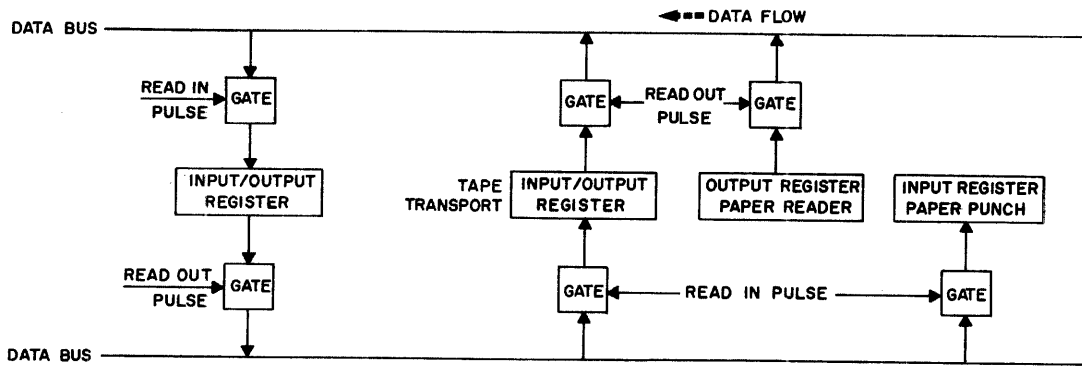 DATA FLOW
DATA BUS
READ IN
PULSE
GATE
GATE
READ OUT
PULSE
GATE
INPUT/OUTPUT
REGISTER
TAPE
TRANSPORT
INPUT/OUTPUT
REGISTER
OUTPUT REGISTER
PAPER READER
INPUT REGISTER
PAPER PUNCH
READ OUT
PULSE
GATE
GATE
READ IN PULSE
GATE
DATA BUS